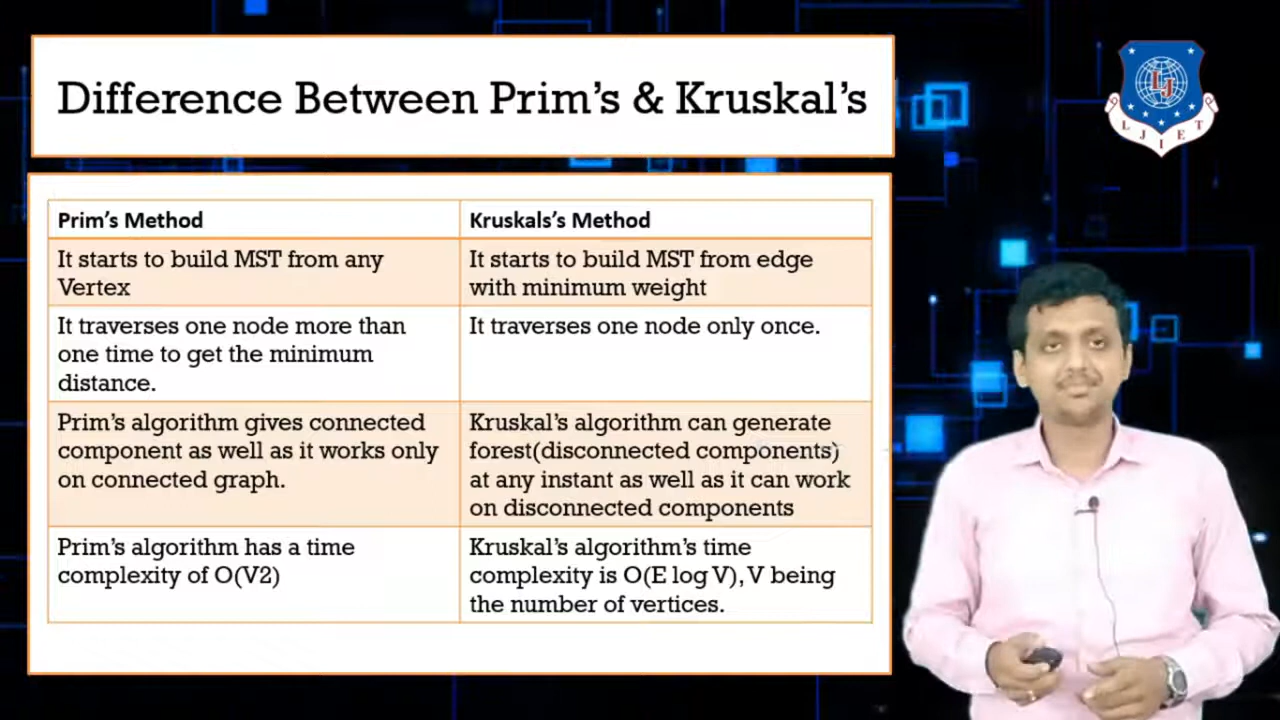 Difference Between Prim's & Kruskal's
LJ
LJIET
Prim's Method
Kruskals's Method
It starts to build MST from any
Vertex
It starts to build MST from edge
with minimum weight
It traverses one node more than
one time to get the minimum
distance.
It traverses one node only once.
Prim's algorithm gives connected
component as well as it works only
on connected graph.
Kruskal's algorithm can generate
forest(disconnected components)
at any instant as well as it can work
on disconnected components
Prim's algorithm has a time
complexity of O(V2)
Kruskal's algorithm's time
complexity is O(E log V), V being
the number of vertices.